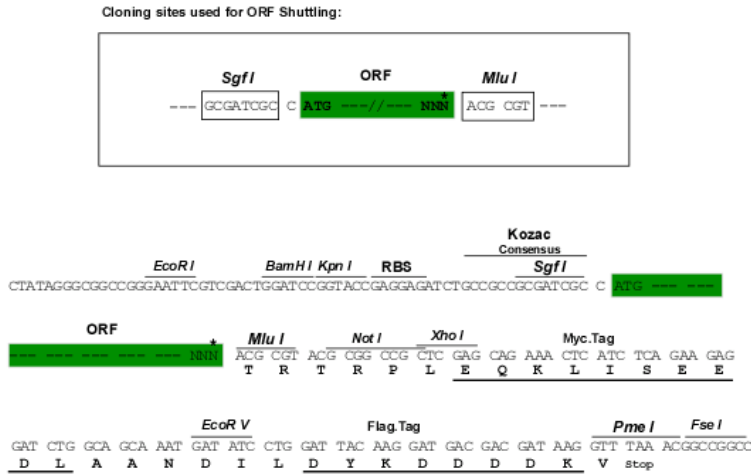 Cloning sites used for ORF Shuttling:
Sgf I ORF Mlu I
--- GCGATCGC C ATG ---//--- NNN* ACG CGT ---
Kozac
Consensus
EcoR I BamH I Kpn I RBS Sgf I
CTATAGGGCGGCCGGGAATTCGTCGACTGGATCCGGTACCGAGGAGATCTGCCGCCGCGATCGC C ATG --- ---
ORF Mlu I Not I Xho I Myc.Tag
--- --- --- --- --- NNN* ACG CGT ACG CGG CCG CTC GAG CAG AAA CTC ATC TCA GAA GAG
T R T R P L E Q K L I S E E
EcoR V Flag.Tag Pme I Fse I
GAT CTG GCA GCA AAT GAT ATC CTG GAT TAC AAG GAT GAC GAC GAT AAG GTT TAA ACGGCCGGCC
D L A A N D I L D Y K D D D D K V Stop